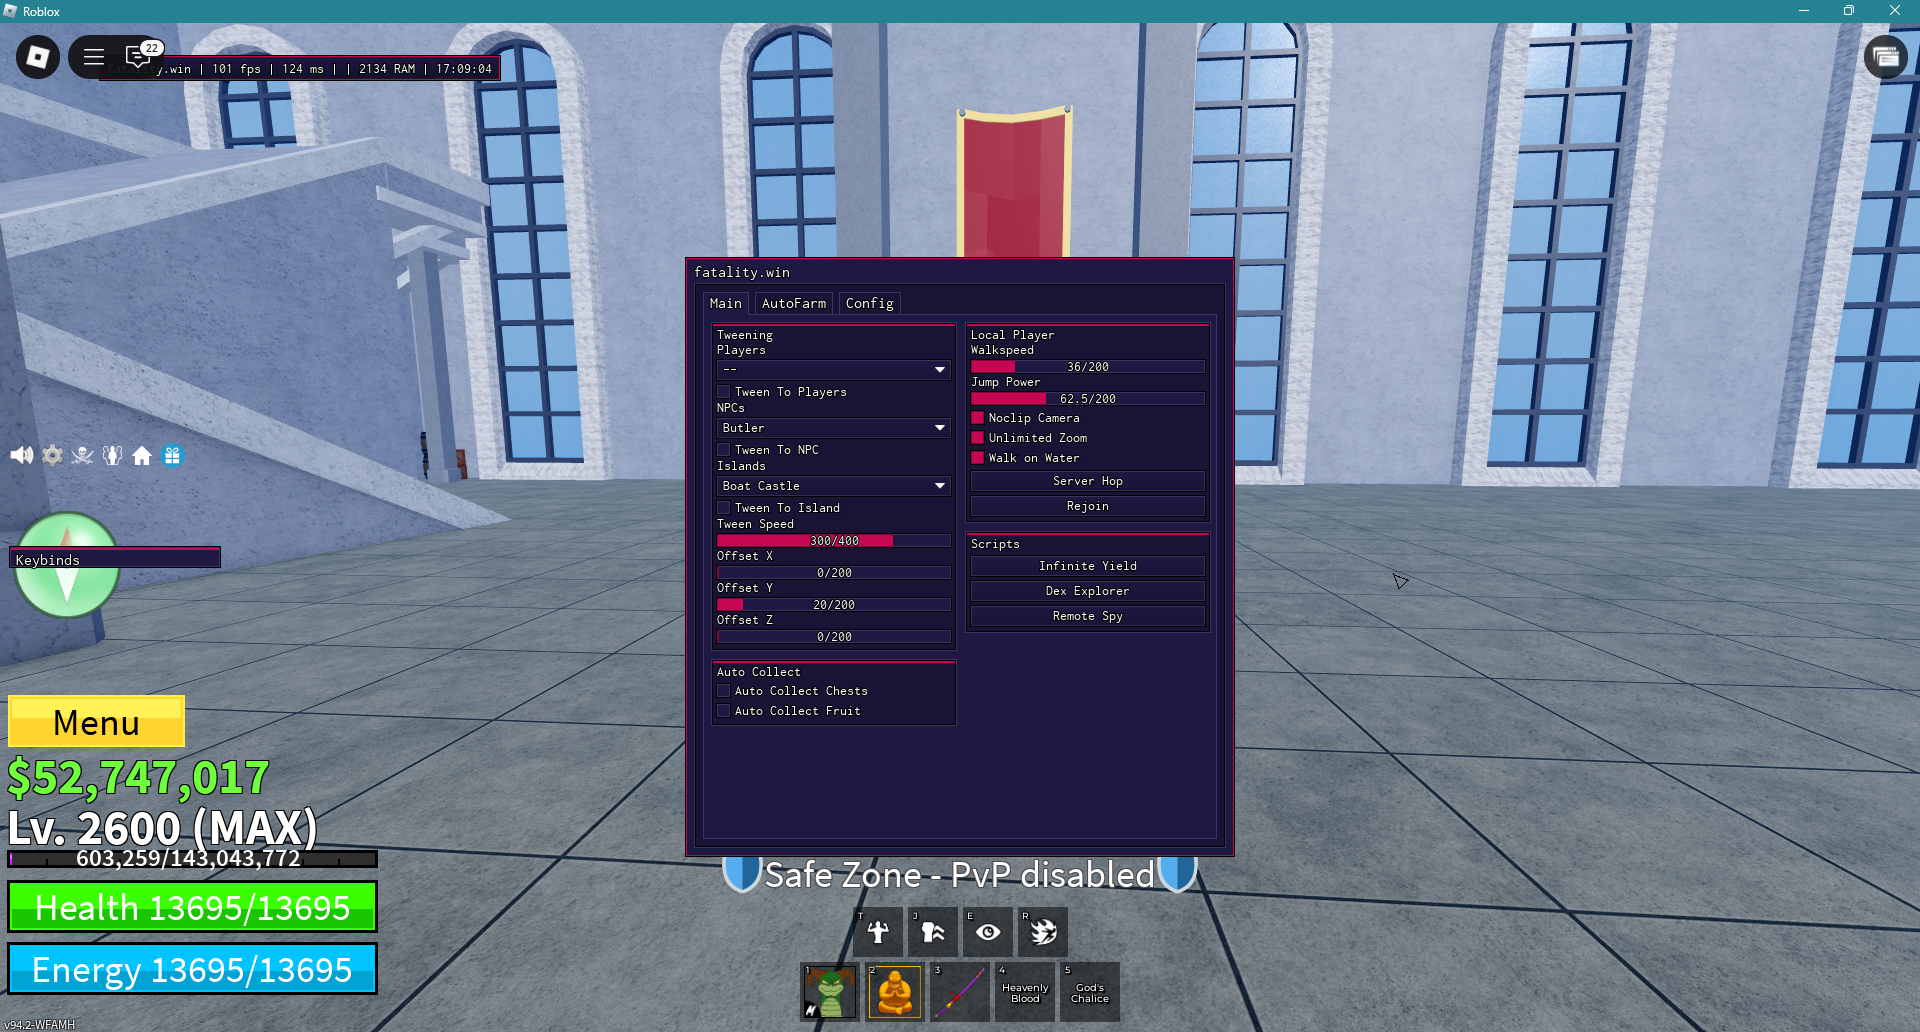 Roblox
22
fatality.win | 101 fps | 124 ms | | 2134 RAM | 17:09:04
fatality.win
Main
AutoFarm
Config
Tweening
Players
--
Tween To Players
NPCs
Butler
Tween To NPC
Islands
Boat Castle
Tween To Island
Tween Speed
300/400
Offset X
0/200
Offset Y
20/200
Offset Z
0/200
Auto Collect
Auto Collect Chests
Auto Collect Fruit
Local Player
Walkspeed
36/200
Jump Power
62.5/200
Noclip Camera
Unlimited Zoom
Walk on Water
Server Hop
Rejoin
Scripts
Infinite Yield
Dex Explorer
Remote Spy
Keybinds
Menu
$52,747,017
Lv. 2600 (MAX)
603,259/143,043,772
Health 13695/13695
Energy 13695/13695
Safe Zone - PvP disabled
T
J
E
R
1
2
3
4
Heavenly
Blood
5
God's
Chalice
v94.2-WFAMH